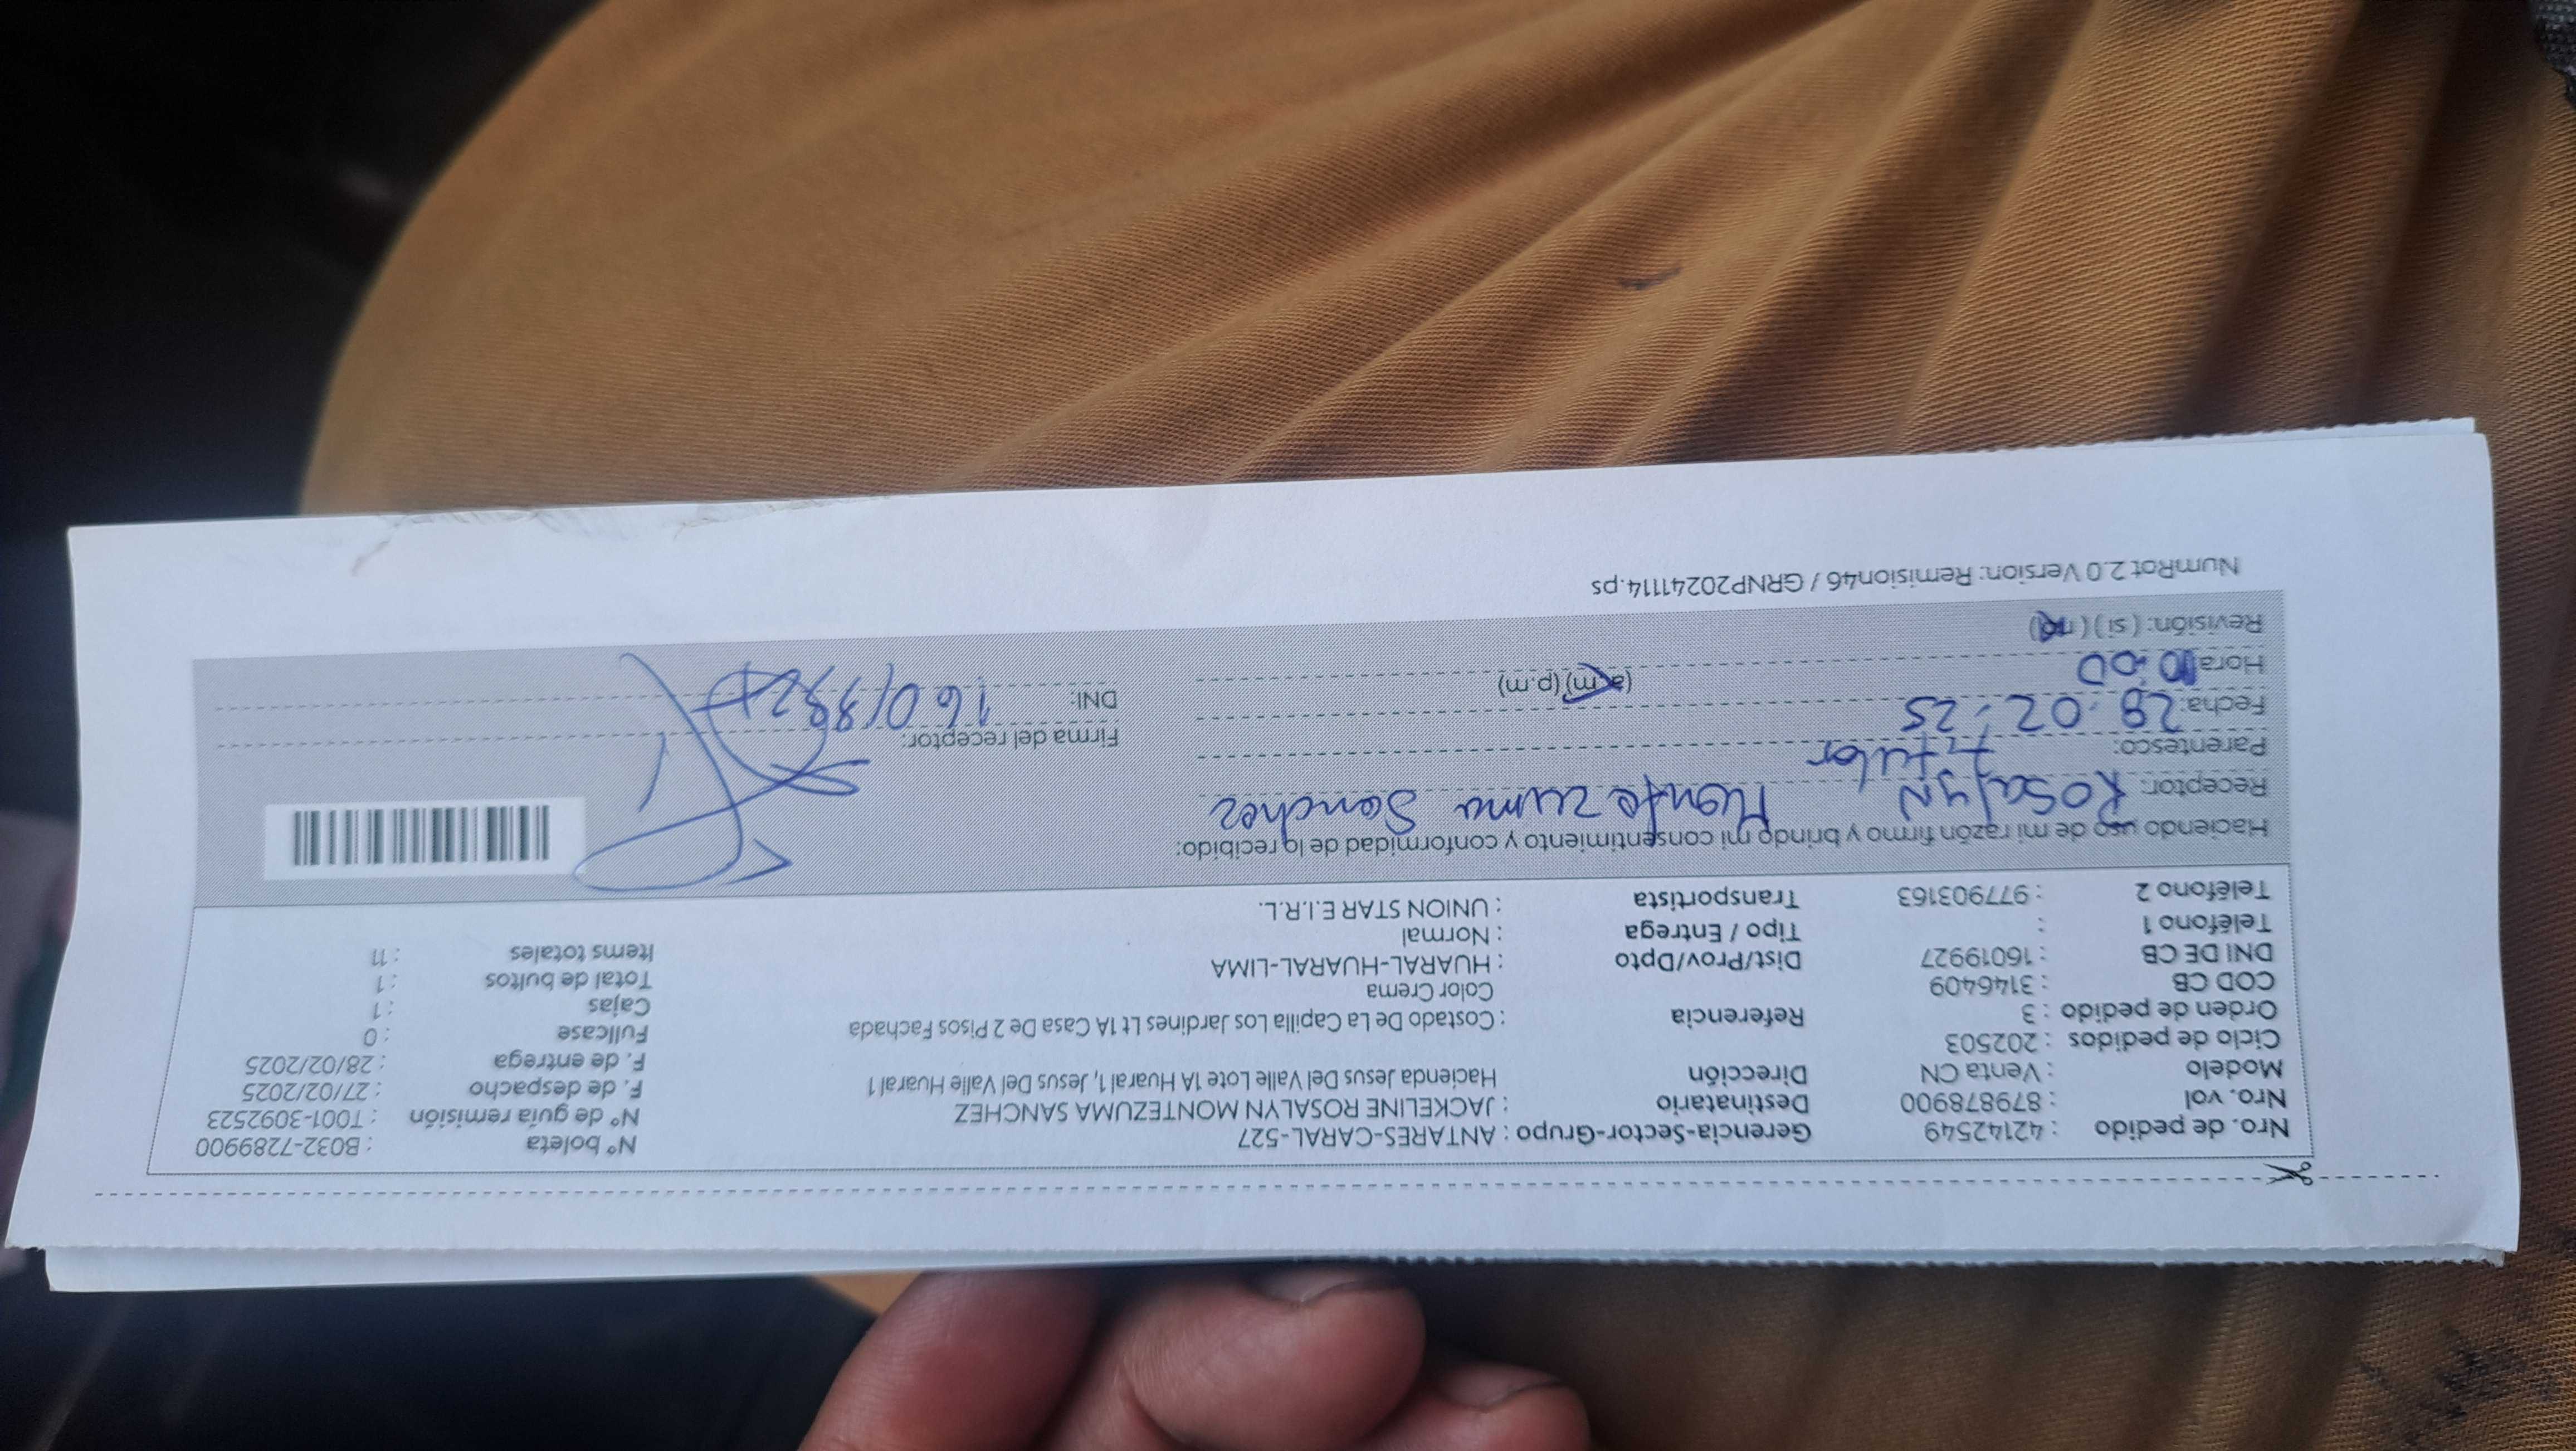 Nro. de pedido : 42142549 Gerencia-Sector-Grupo : ANTARES-CARAL-527 N° boleta : B032-7289900
Nro. vol : 879878900 Destinatario : JACKELINE ROSALYN MONTEZUMA SANCHEZ N° de guía remisión : T001-3092523
Modelo : Venta CN Dirección Hacienda Jesus Del Valle Lote 1A Huaral 1, Jesus Del Valle Huaral 1 F. de despacho : 27/02/2025
Ciclo de pedidos : 202503 F. de entrega : 28/02/2025
Orden de pedido : 3 Referencia : Costado De La Capilla Los Jardines Lt 1A Casa De 2 Pisos Fachada Fullcase : 0
COD CB : 3146409 Color Crema Cajas : 1
DNI DE CB : 16019927 Dist/Prov/Dpto : HUARAL-HUARAL-LIMA Total de bultos : 1
Teléfono 1 : Tipo / Entrega : Normal Items totales : 11
Teléfono 2 : 977903163 Transportista : UNION STAR E.I.R.L.
Haciendo uso de mi razón firmo y brindo mi consentimiento y conformidad de lo recibido:
Receptor: Rosalyn Montezuma Sanchez
Parentesco: titular Firma del receptor:
Fecha: 28.02.25 DNI:
Hora: 10:00 (a.m) (p.m)
Revisión: (si) (no)
NumRot 2.0 Version: Remision46 / GRNP20241114.ps